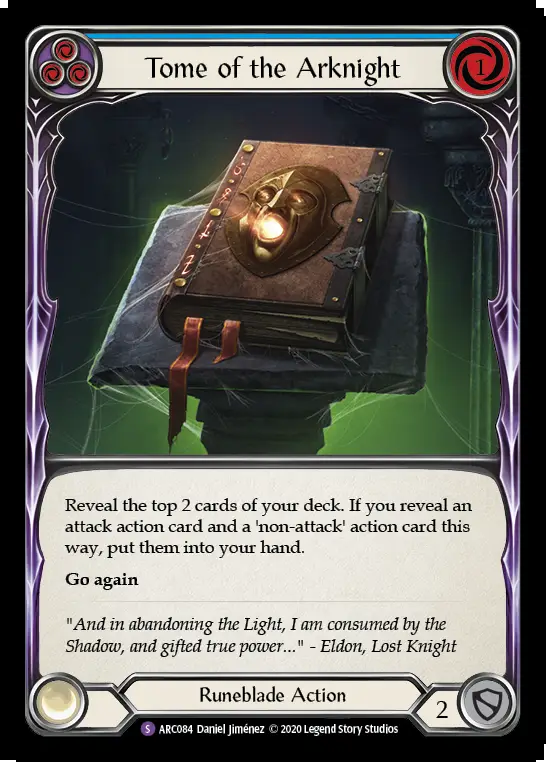 Tome of the Arknight
1
Reveal the top 2 cards of your deck. If you reveal an
attack action card and a 'non-attack' action card this
way, put them into your hand.
Go again
"And in abandoning the Light, I am consumed by the
Shadow, and gifted true power..." - Eldon, Lost Knight
Runeblade Action
2
S ARC084 Daniel Jiménez © 2020 Legend Story Studios